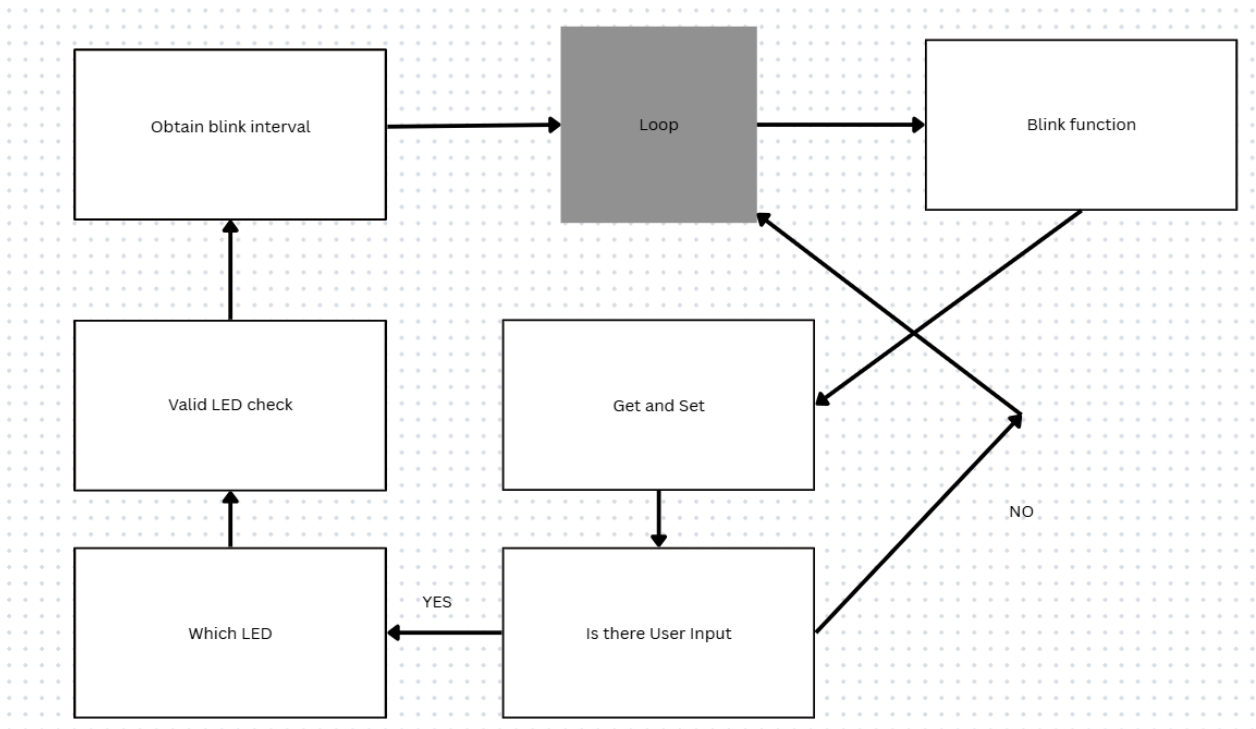 Obtain blink interval
Loop
Blink function
Valid LED check
Get and Set
NO
YES
Which LED
Is there User Input